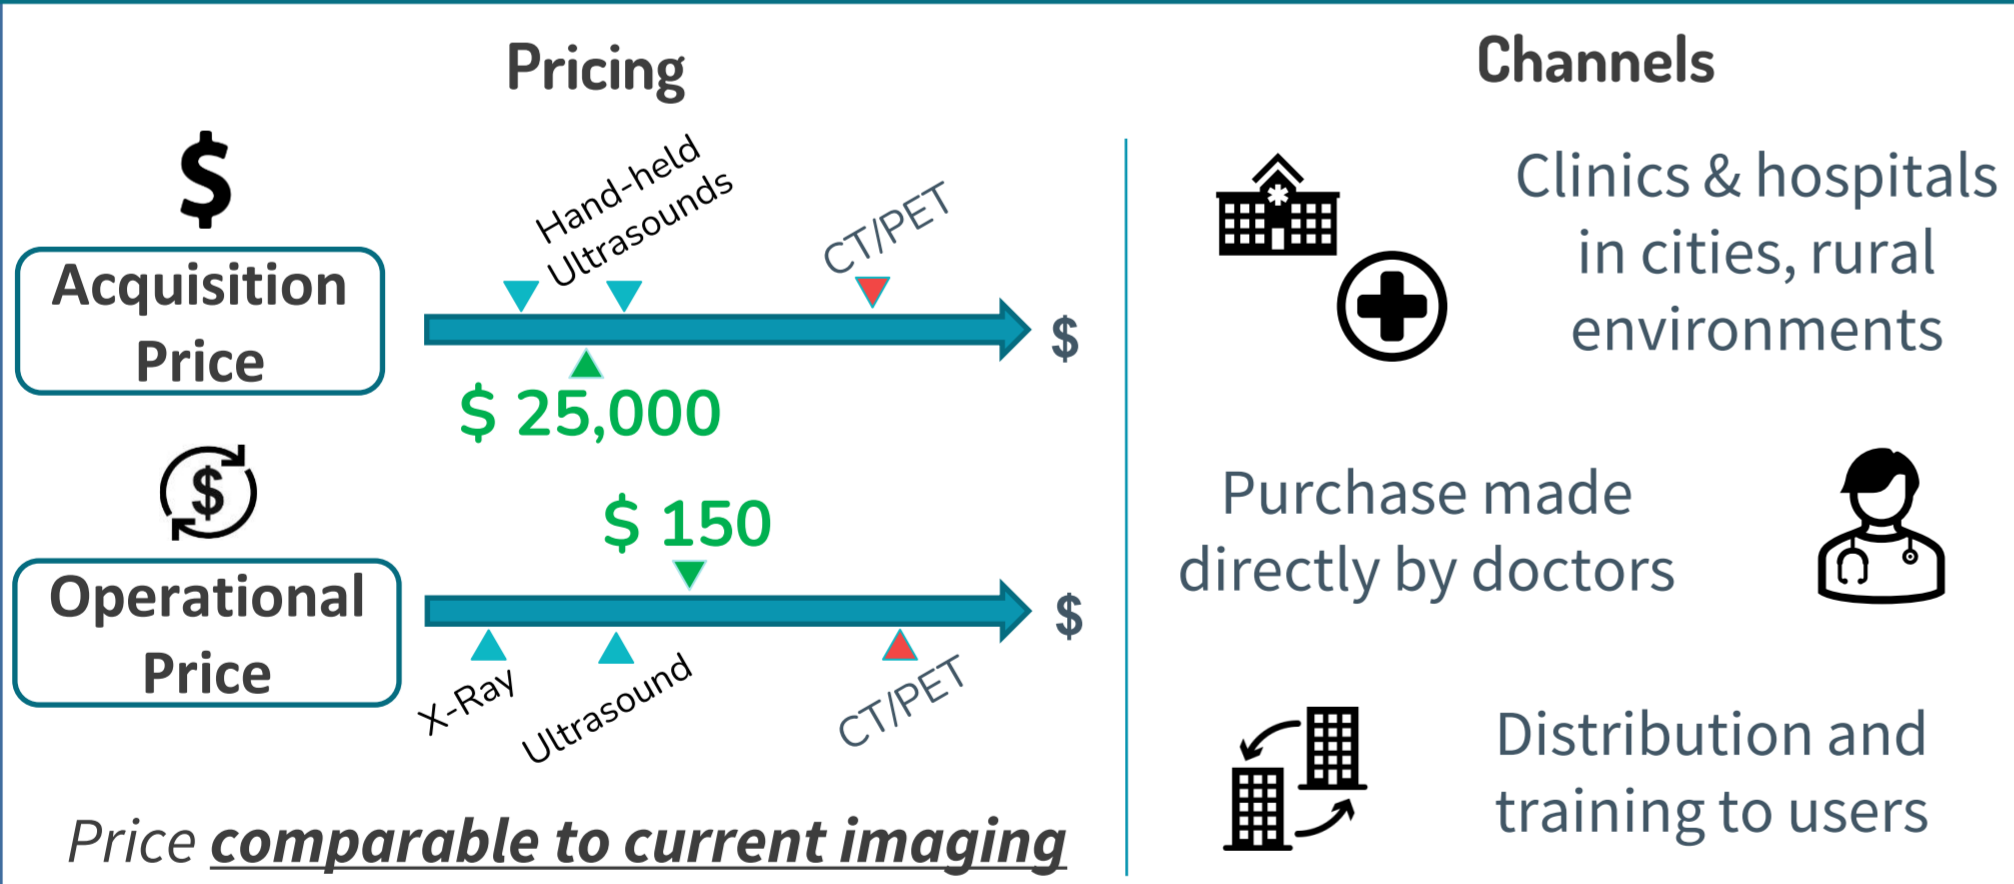 Pricing
$
Acquisition
Price
Hand-held
Ultrasounds
CT/PET
$
$ 25,000
$
Operational
Price
$ 150
$
X-Ray
Ultrasound
CT/PET
Price comparable to current imaging
Channels
Clinics & hospitals
in cities, rural
environments
Purchase made
directly by doctors
Distribution and
training to users